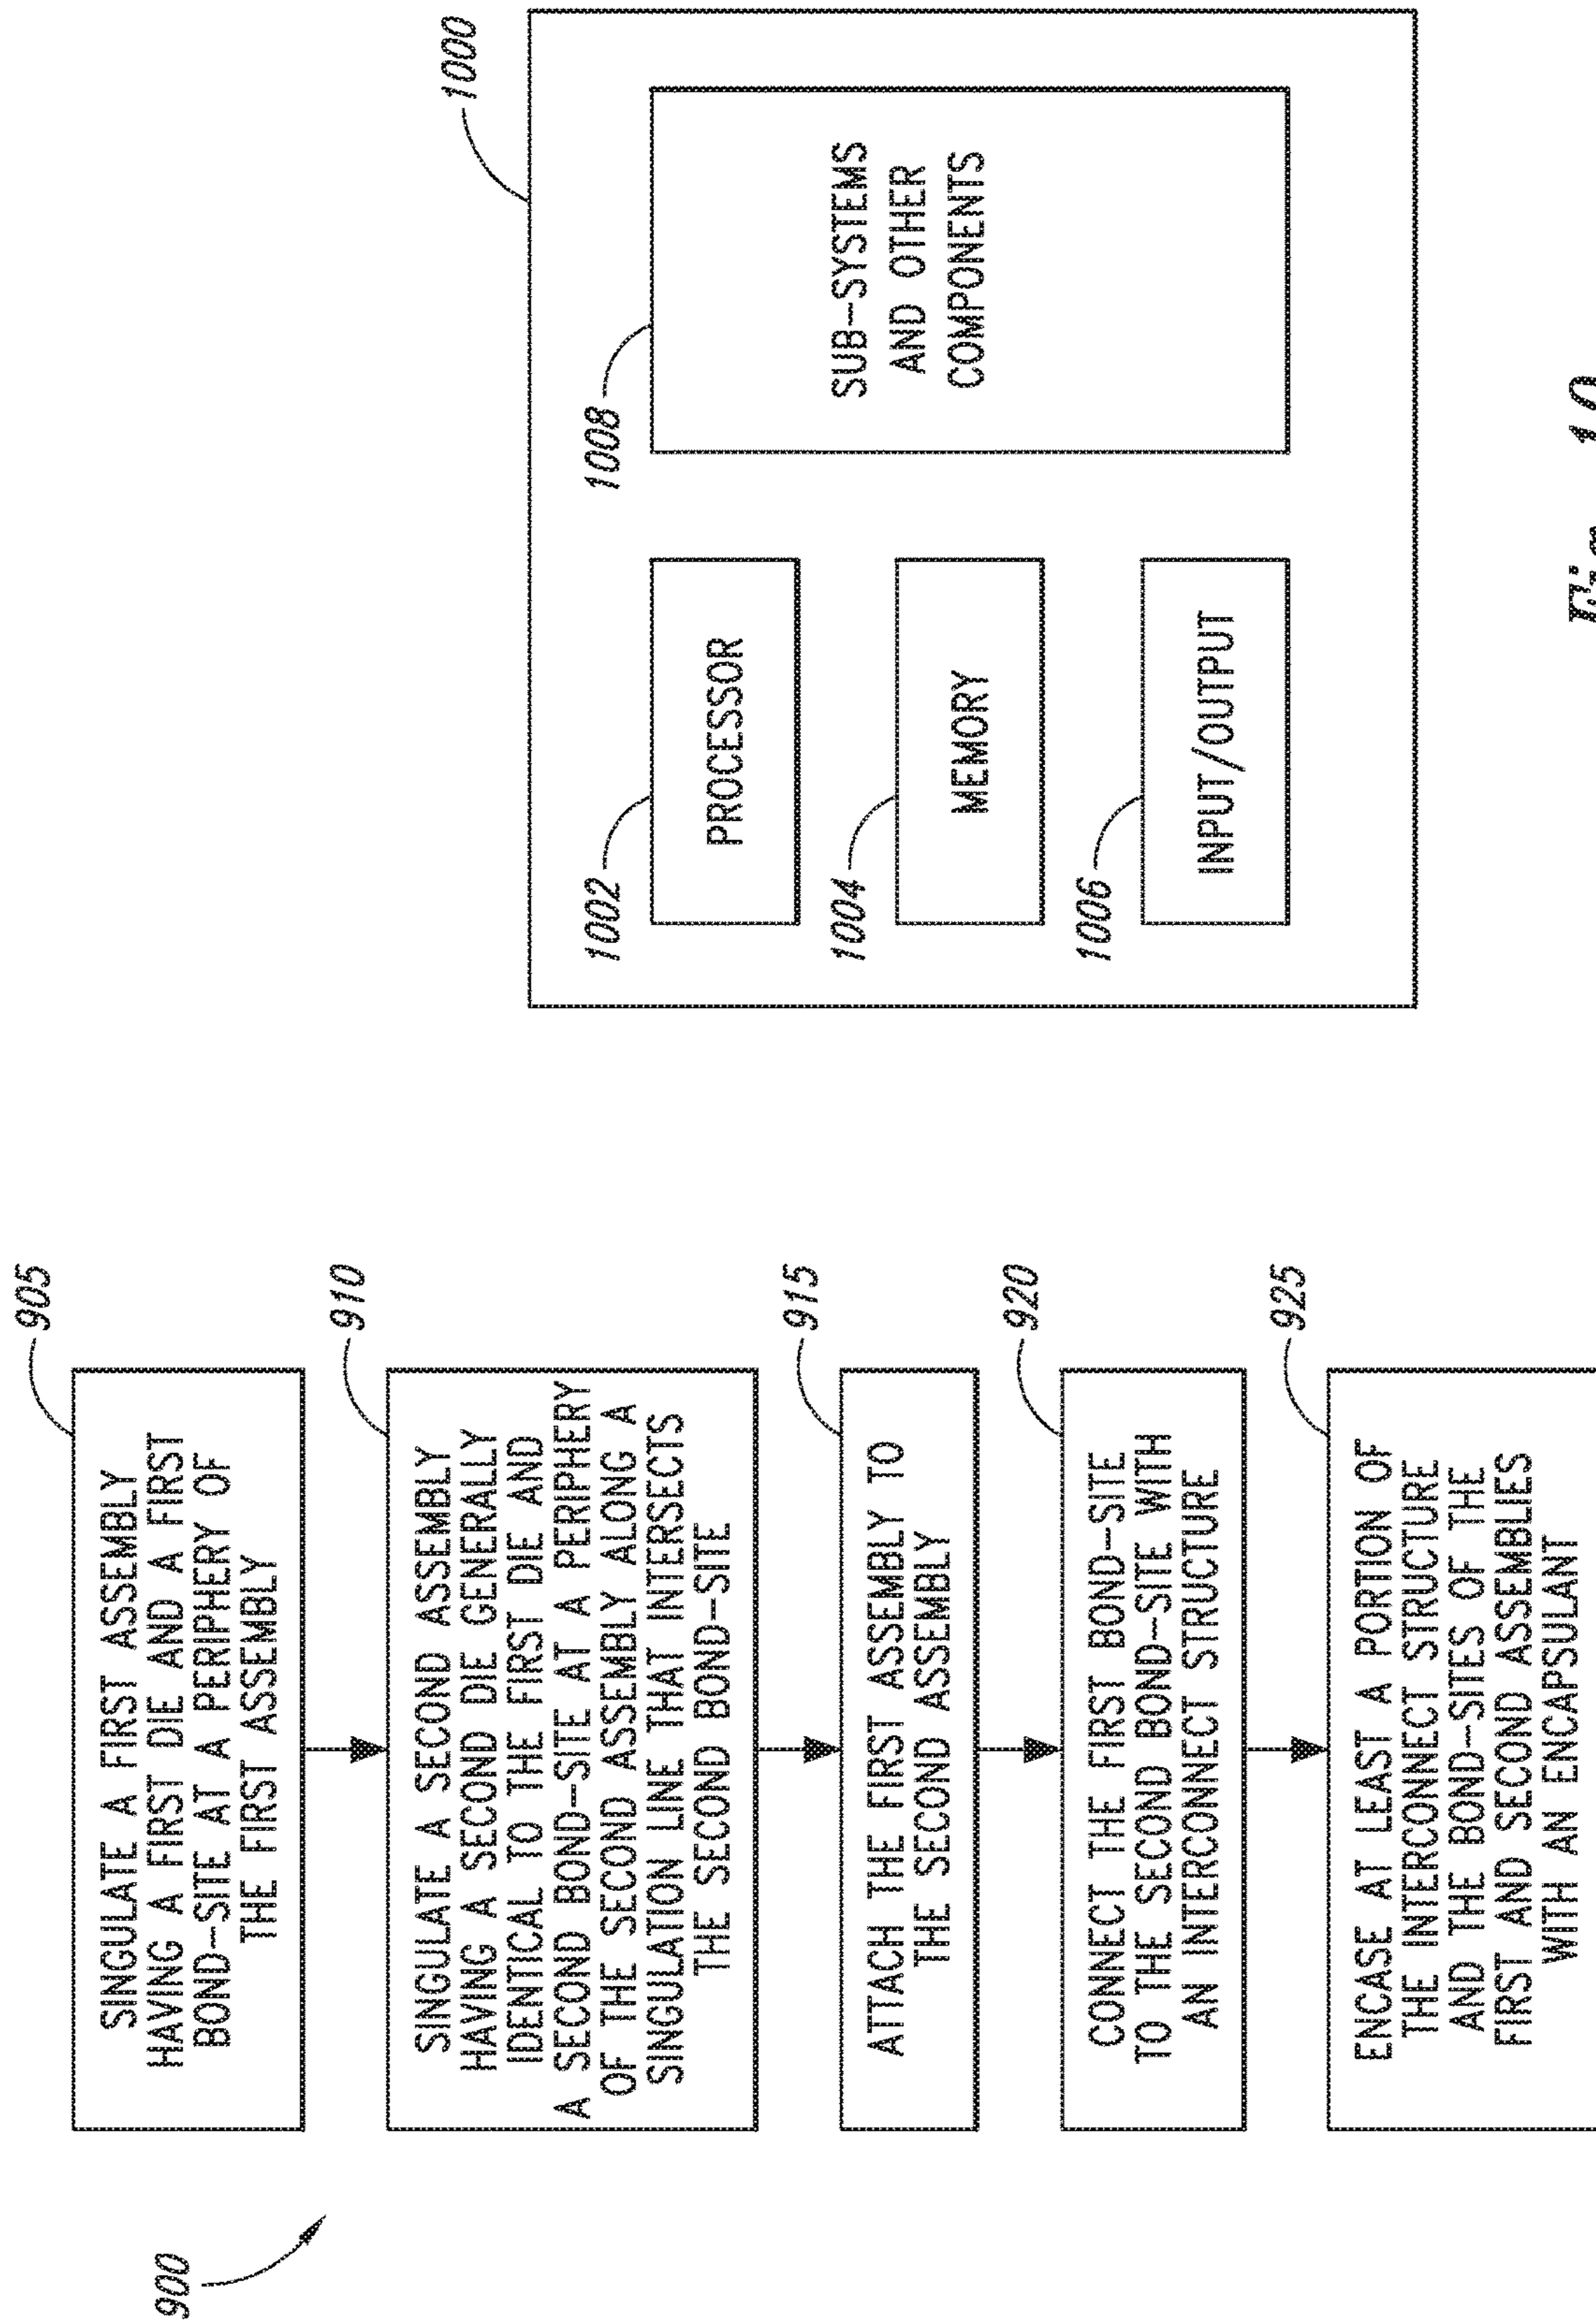 900
905
SINGULATE A FIRST ASSEMBLY
HAVING A FIRST DIE AND A FIRST
BOND-SITE AT A PERIPHERY OF
THE FIRST ASSEMBLY
910
SINGULATE A SECOND ASSEMBLY
HAVING A SECOND DIE GENERALLY
IDENTICAL TO THE FIRST DIE AND
A SECOND BOND-SITE AT A PERIPHERY
OF THE SECOND ASSEMBLY ALONG A
SINGULATION LINE THAT INTERSECTS
THE SECOND BOND-SITE
915
ATTACH THE FIRST ASSEMBLY TO
THE SECOND ASSEMBLY
920
CONNECT THE FIRST BOND-SITE
TO THE SECOND BOND-SITE WITH
AN INTERCONNECT STRUCTURE
925
ENCASE AT LEAST A PORTION OF
THE INTERCONNECT STRUCTURE
AND THE BOND-SITES OF THE
FIRST AND SECOND ASSEMBLIES
WITH AN ENCAPSULANT
1000
1002
PROCESSOR
1004
MEMORY
1006
INPUT/OUTPUT
1008
SUB-SYSTEMS
AND OTHER
COMPONENTS
Fig. 10